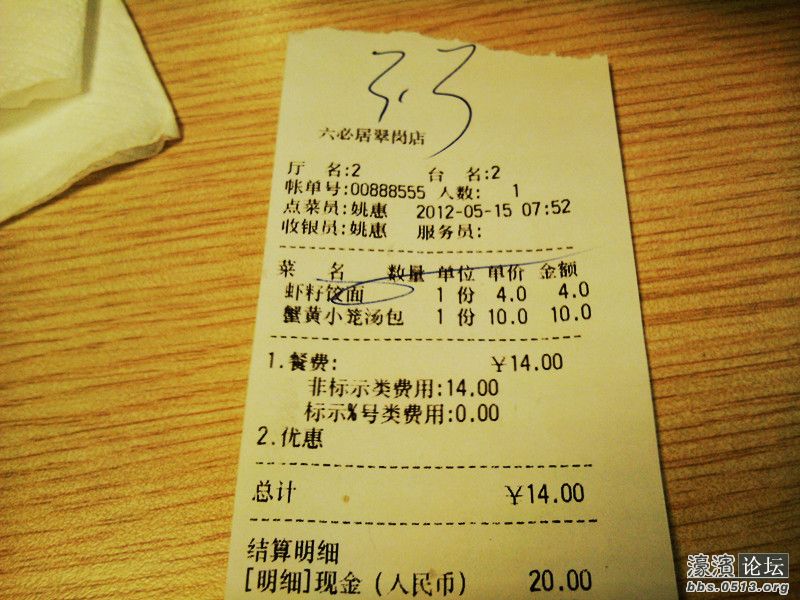 3.3
六必居翠岗店
厅 名:2 台 名:2
帐单号:00888555 人数: 1
点菜员:姚惠 2012-05-15 07:52
收银员:姚惠 服务员:
菜 名 数量 单位 单价 金额
虾籽饺面 1 份 4.0 4.0
蟹黄小笼汤包 1 份 10.0 10.0
1.餐费: ￥14.00
非标示类费用:14.00
标示%号类费用:0.00
2.优惠
总计 ￥14.00
结算明细
[明细]现金(人民币) 20.00
濠滨论坛
bbs.0513.org